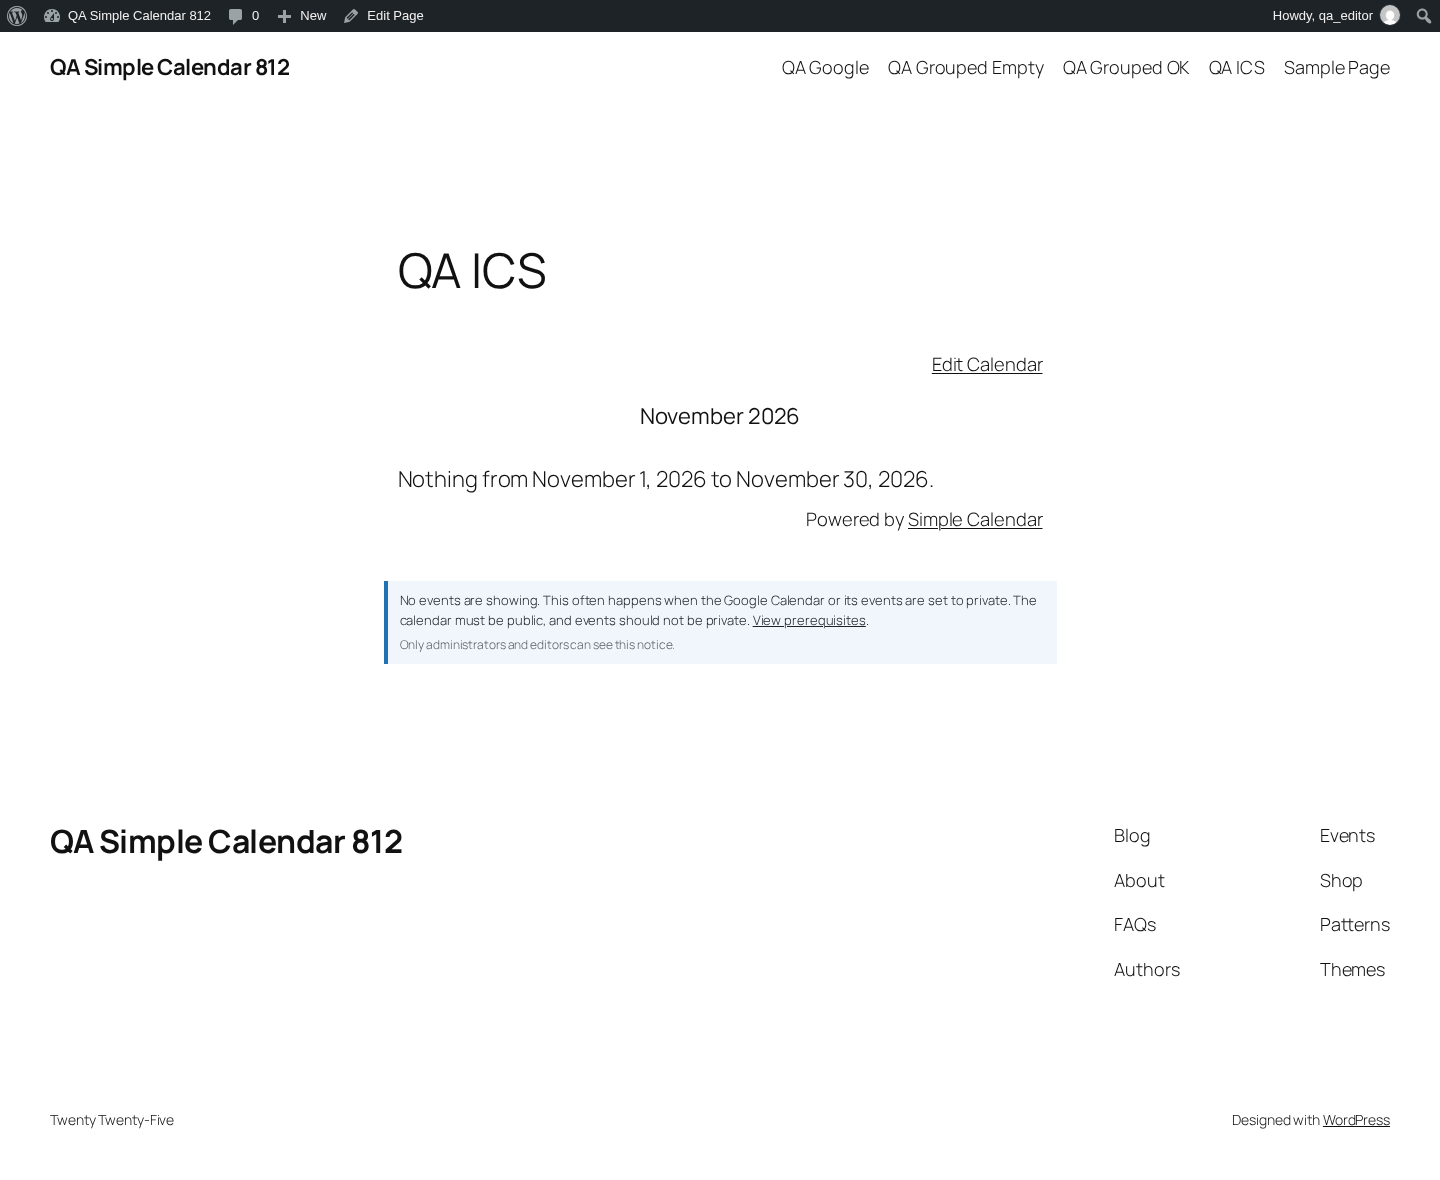 QA Simple Calendar 812 0 New Edit Page Howdy, qa_editor
QA Simple Calendar 812 QA Google QA Grouped Empty QA Grouped OK QA ICS Sample Page
QA ICS
Edit Calendar
November 2026
Nothing from November 1, 2026 to November 30, 2026.
Powered by Simple Calendar
No events are showing. This often happens when the Google Calendar or its events are set to private. The
calendar must be public, and events should not be private. View prerequisites.
Only administrators and editors can see this notice.
QA Simple Calendar 812
Blog
About
FAQs
Authors
Events
Shop
Patterns
Themes
Twenty Twenty-Five
Designed with WordPress